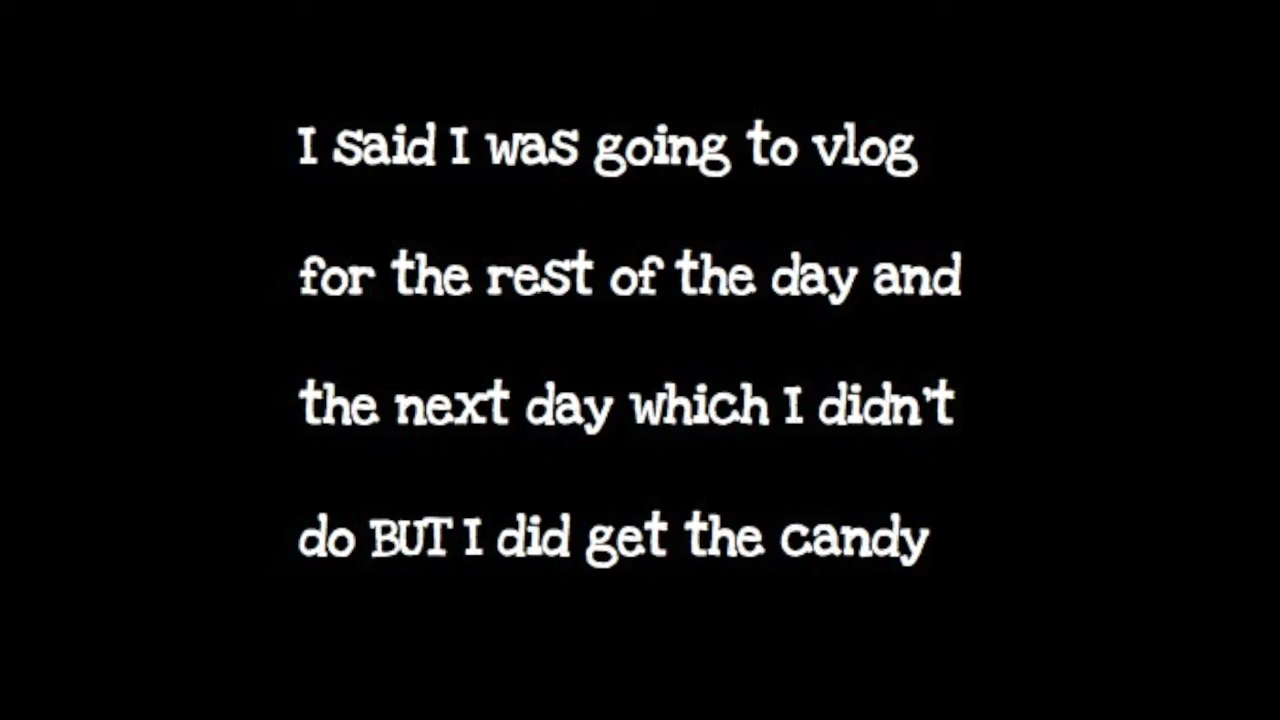 I said I was going to vlog
for the rest of the day and
the next day which I didn't
do BUT I did get the candy